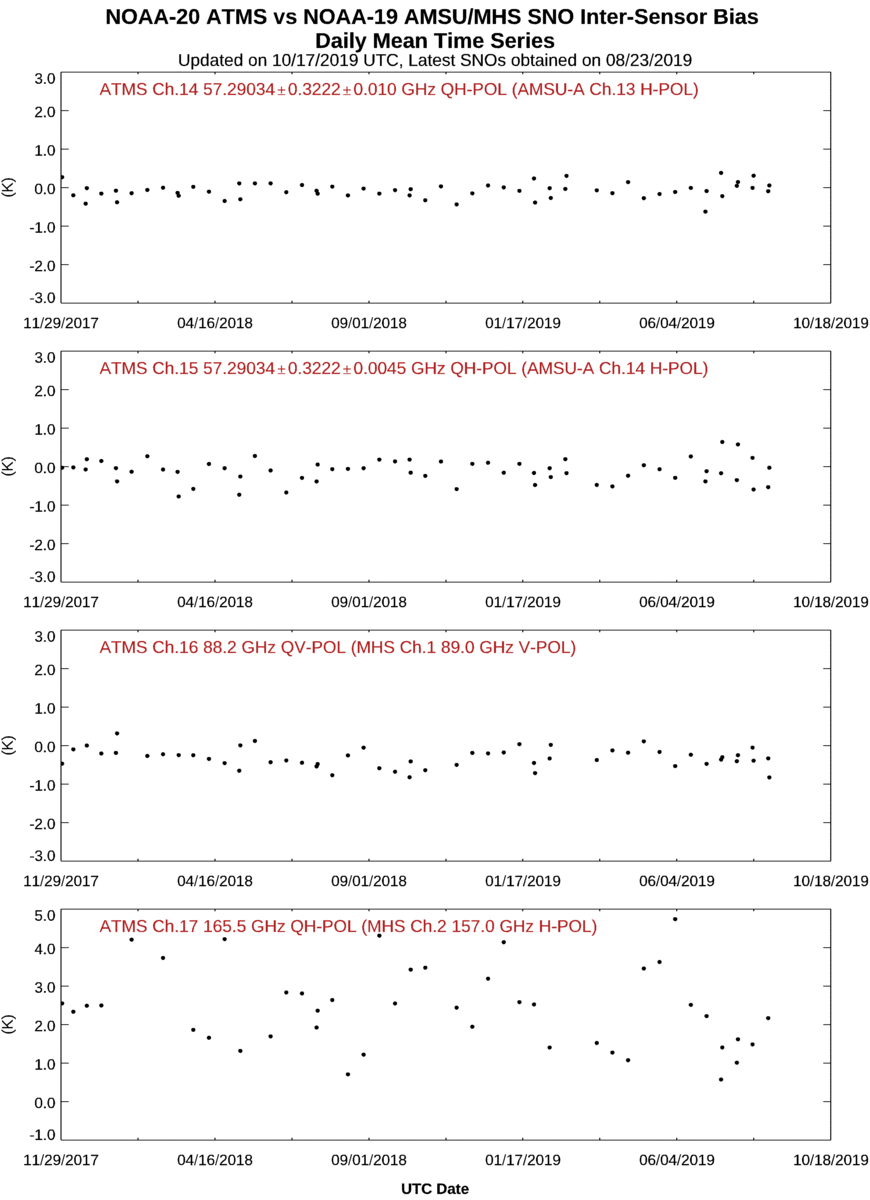 NOAA-20 ATMS vs NOAA-19 AMSU/MHS SNO Inter-Sensor Bias
Daily Mean Time Series
Updated on 10/17/2019 UTC, Latest SNOs obtained on 08/23/2019
ATMS Ch.14 57.29034±0.3222±0.010 GHz QH-POL (AMSU-A Ch.13 H-POL)
3.0
2.0
1.0
0.0
-1.0
-2.0
-3.0
(K)
11/29/2017 04/16/2018 09/01/2018 01/17/2019 06/04/2019 10/18/2019
ATMS Ch.15 57.29034±0.3222±0.0045 GHz QH-POL (AMSU-A Ch.14 H-POL)
3.0
2.0
1.0
0.0
-1.0
-2.0
-3.0
(K)
11/29/2017 04/16/2018 09/01/2018 01/17/2019 06/04/2019 10/18/2019
ATMS Ch.16 88.2 GHz QV-POL (MHS Ch.1 89.0 GHz V-POL)
3.0
2.0
1.0
0.0
-1.0
-2.0
-3.0
(K)
11/29/2017 04/16/2018 09/01/2018 01/17/2019 06/04/2019 10/18/2019
ATMS Ch.17 165.5 GHz QH-POL (MHS Ch.2 157.0 GHz H-POL)
5.0
4.0
3.0
2.0
1.0
0.0
-1.0
(K)
11/29/2017 04/16/2018 09/01/2018 01/17/2019 06/04/2019 10/18/2019
UTC Date